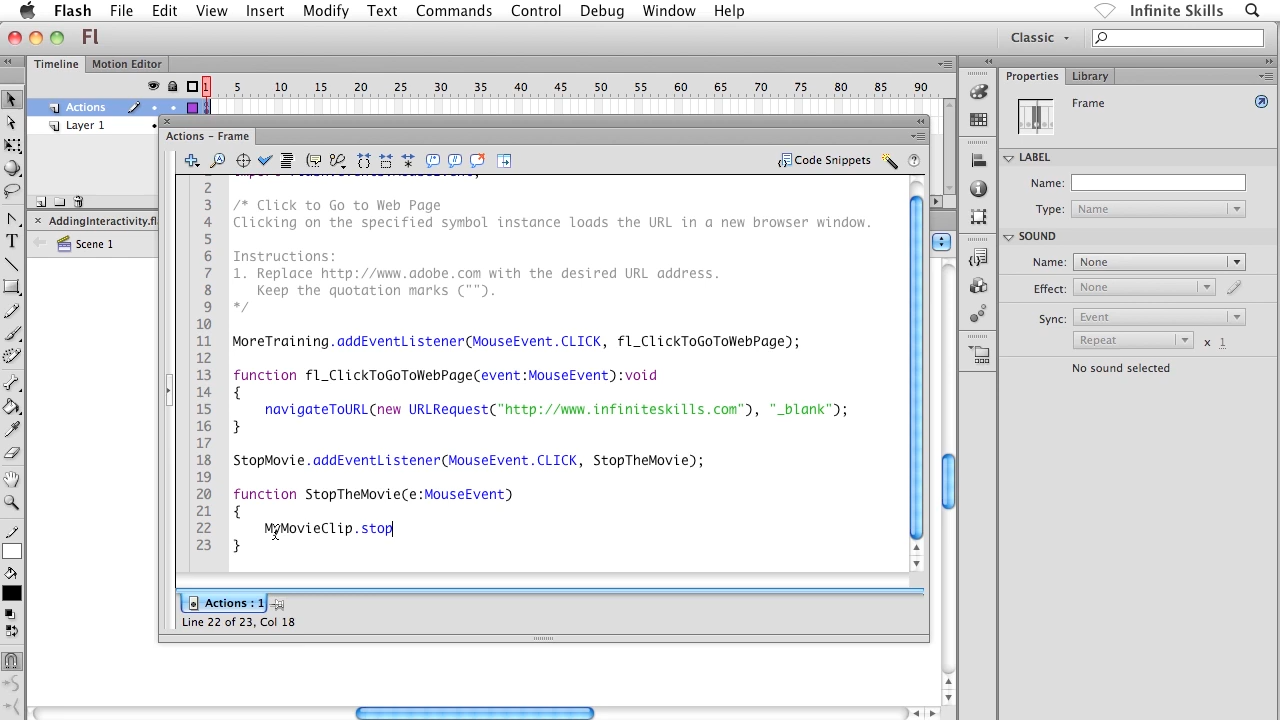 Flash File Edit View Insert Modify Text Commands Control Debug Window Help Infinite Skills
Fl Classic
Timeline Motion Editor
1 5 10 15 20 25 30 35 40 45 50 55 60 65 70 75 80 85 90
Actions
Layer 1
Actions – Frame
Code Snippets
AddingInteractivity.fla
Scene 1
2
3 /* Click to Go to Web Page
4 Clicking on the specified symbol instance loads the URL in a new browser window.
5
6 Instructions:
7 1. Replace http://www.adobe.com with the desired URL address.
8 Keep the quotation marks ("").
9 */
10
11 MoreTraining.addEventListener(MouseEvent.CLICK, fl_ClickToGoToWebPage);
12
13 function fl_ClickToGoToWebPage(event:MouseEvent):void
14 {
15 navigateToURL(new URLRequest("http://www.infiniteskills.com"), "_blank");
16 }
17
18 StopMovie.addEventListener(MouseEvent.CLICK, StopTheMovie);
19
20 function StopTheMovie(e:MouseEvent)
21 {
22 MyMovieClip.stop
23 }
Actions : 1
Line 22 of 23, Col 18
Properties Library
Frame
LABEL
Name:
Type: Name
SOUND
Name: None
Effect: None
Sync: Event
Repeat x 1
No sound selected